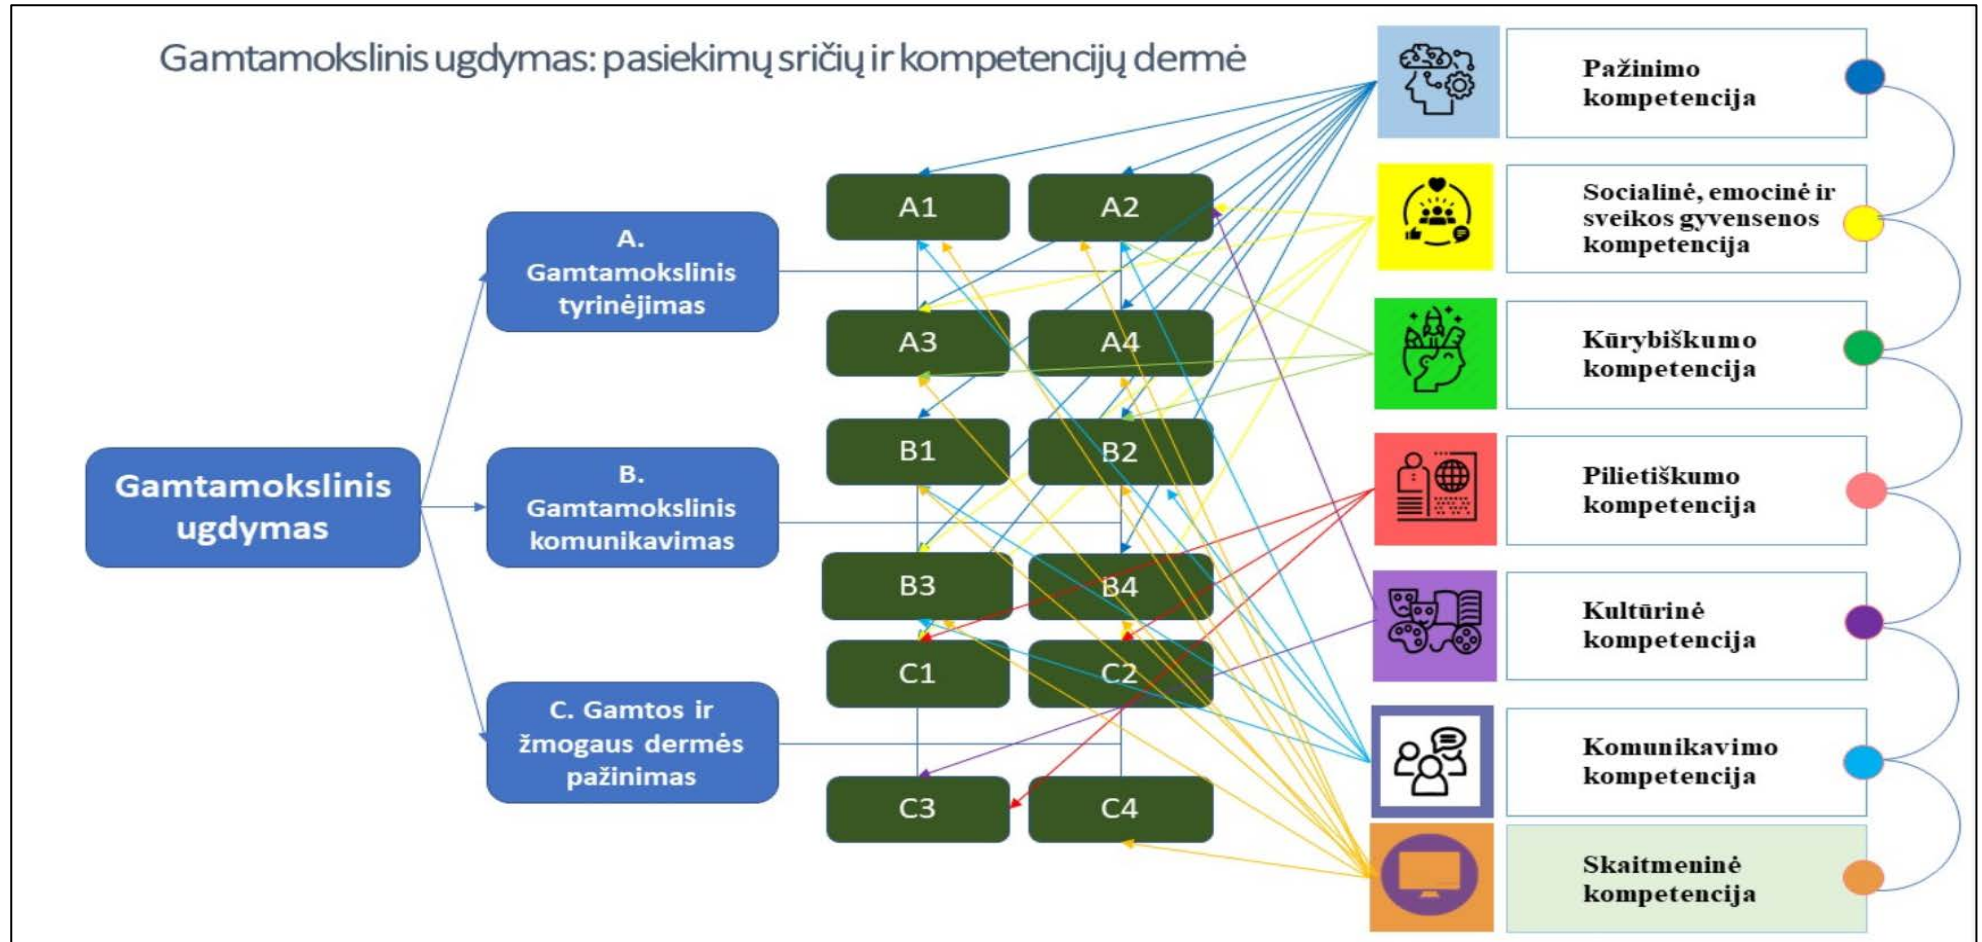 Gamtamokslinis ugdymas: pasiekimų sričių ir kompetencijų dermė
Gamtamokslinis
ugdymas
A.
Gamtamokslinis
tyrinėjimas
B.
Gamtamokslinis
komunikavimas
C. Gamtos ir
žmogaus dermės
pažinimas
A1
A2
A3
A4
B1
B2
B3
B4
C1
C2
C3
C4
Pažinimo
kompetencija
Socialinė, emocinė ir
sveikos gyvensenos
kompetencija
Kūrybiškumo
kompetencija
Pilietiškumo
kompetencija
Kultūrinė
kompetencija
Komunikavimo
kompetencija
Skaitmeninė
kompetencija